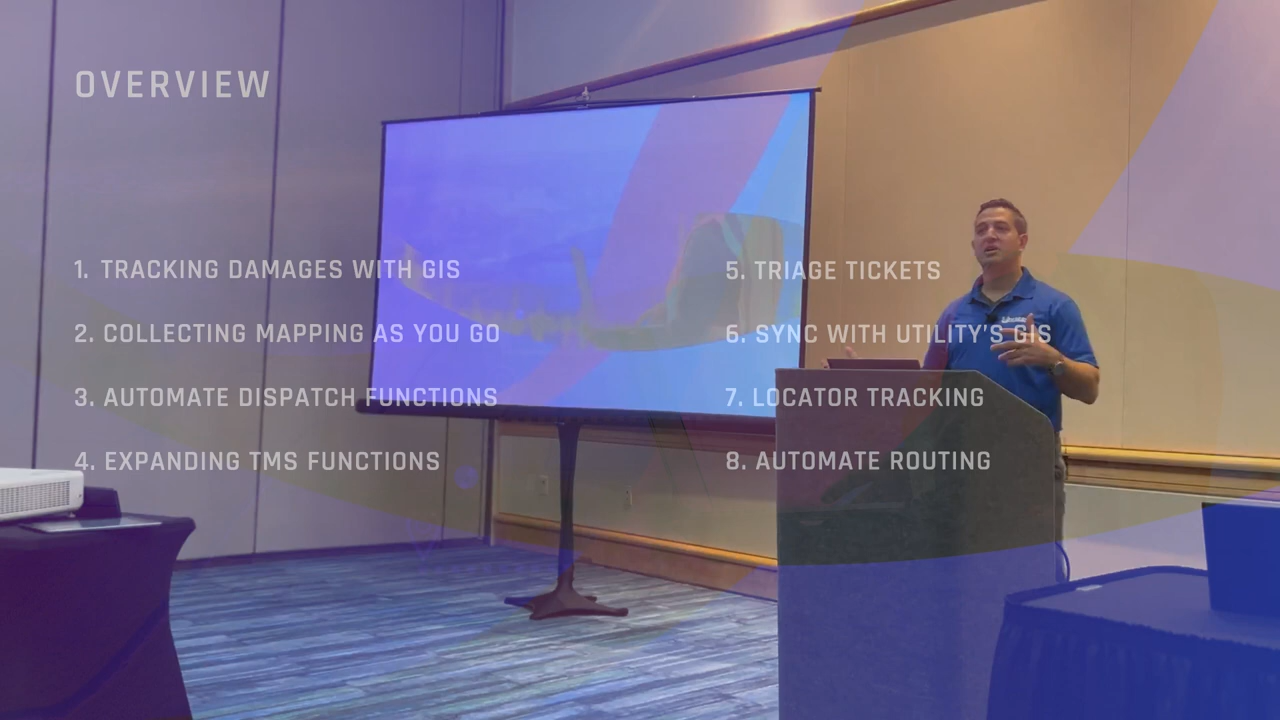 OVERVIEW
1. TRACKING DAMAGES WITH GIS
2. COLLECTING MAPPING AS YOU GO
3. AUTOMATE DISPATCH FUNCTIONS
4. EXPANDING TMS FUNCTIONS
5. TRIAGE TICKETS
6. SYNC WITH UTILITY'S GIS
7. LOCATOR TRACKING
8. AUTOMATE ROUTING